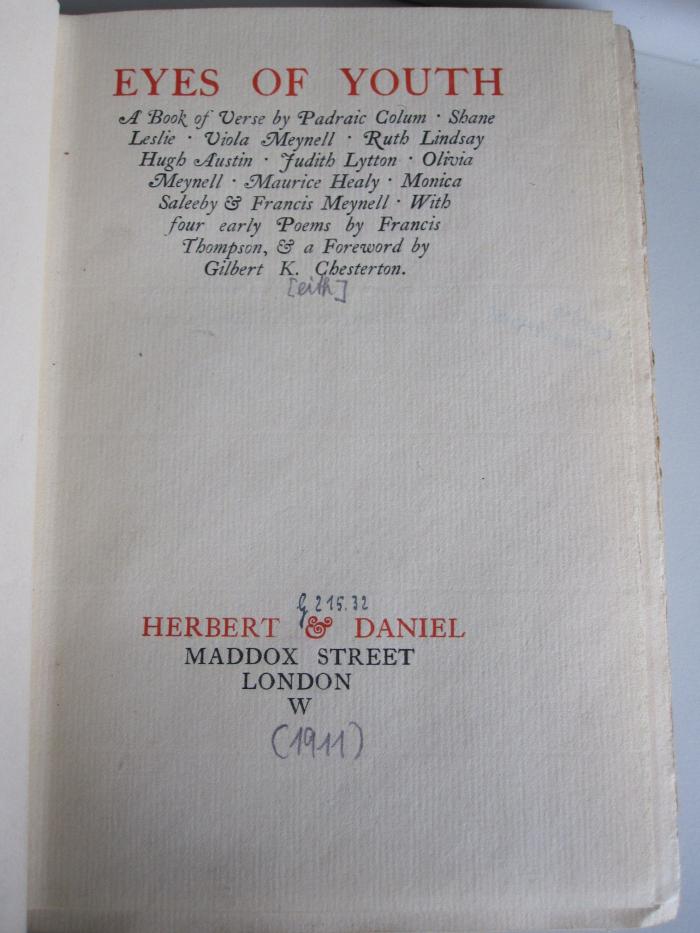 EYES OF YOUTH
A Book of Verse by Padraic Colum · Shane
Leslie · Viola Meynell · Ruth Lindsay
Hugh Austin · Judith Lytton · Olivia
Meynell · Maurice Healy · Monica
Saleeby & Francis Meynell · With
four early Poems by Francis
Thompson, & a Foreword by
Gilbert K. Chesterton.
[eith]
G 215.32
HERBERT & DANIEL
MADDOX STREET
LONDON
W
(1911)